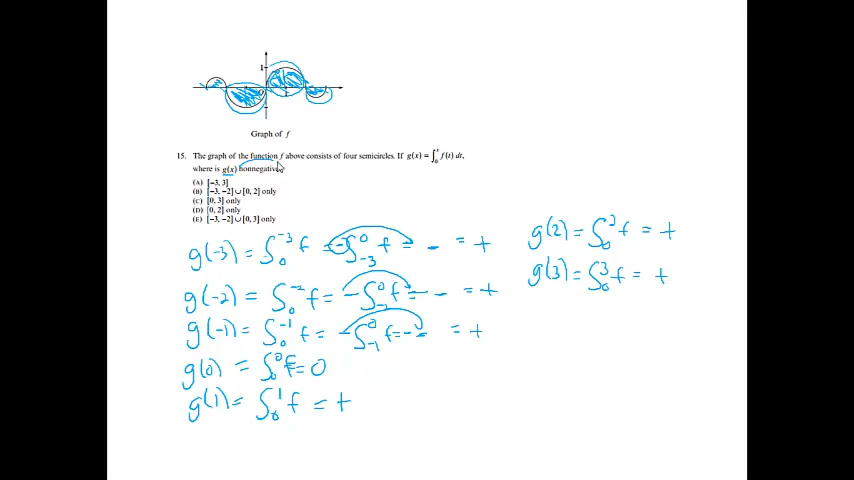 1
0
Graph of f
15. The graph of the function f above consists of four semicircles. If g(x) = ∫₀ˣ f(t) dt,
where is g(x) nonnegative
(A) [−3, 3]
(B) [−3, −2] ∪ [0, 2] only
(C) [0, 3] only
(D) [0, 2] only
(E) [−3, −2] ∪ [0, 3] only
g(-3) = ∫₀⁻³ f = -∫₋₃⁰ f = - - = +
g(-2) = ∫₀⁻² f = -∫₋₂⁰ f = - - = +
g(-1) = ∫₀⁻¹ f = -∫₋₁⁰ f = - - = +
g(0) = ∫₀⁰ f = 0
g(1) = ∫₀¹ f = +
g(2) = ∫₀² f = +
g(3) = ∫₀³ f = +